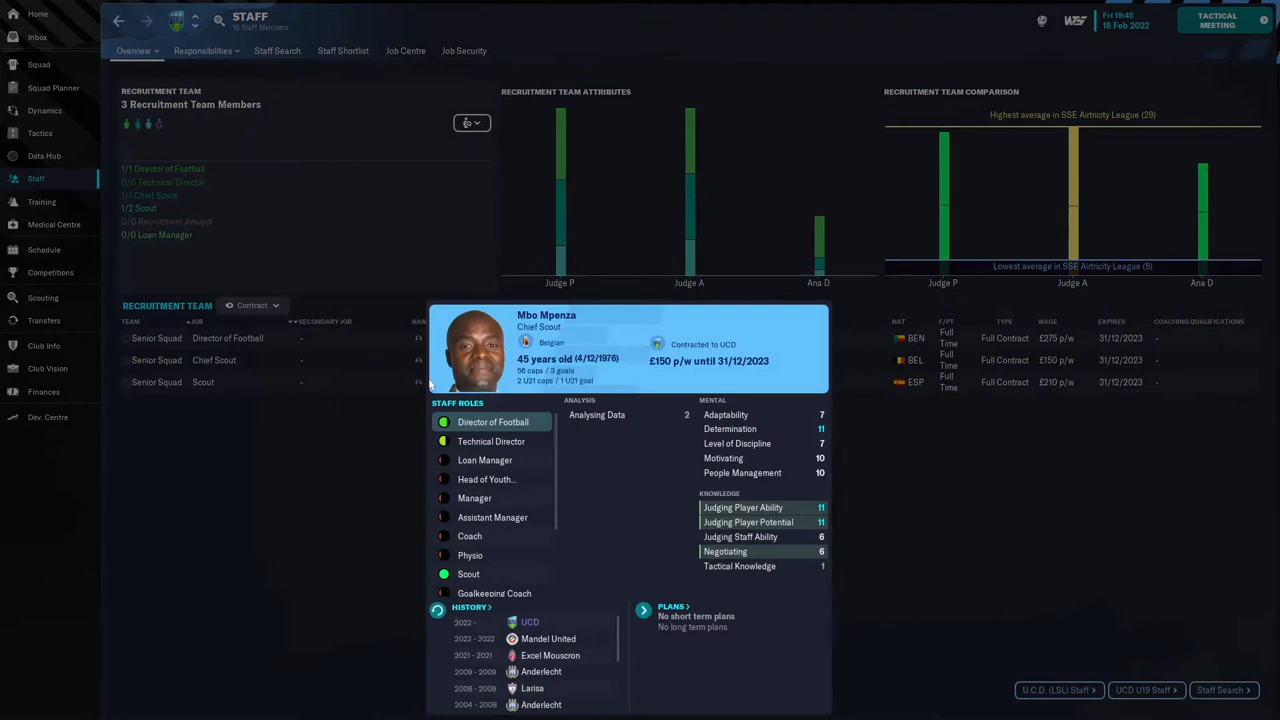 Home
Inbox
Squad
Squad Planner
Dynamics
Tactics
Data Hub
Staff
Training
Medical Centre
Schedule
Competitions
Scouting
Transfers
Club Info
Club Vision
Finances
Dev. Centre
STAFF
16 Staff Members
Fri 19:45
18 Feb 2022
TACTICAL
MEETING
Overview
Responsibilities
Staff Search
Staff Shortlist
Job Centre
Job Security
RECRUITMENT TEAM
3 Recruitment Team Members
1/1 Director of Football
0/0 Technical Director
1/1 Chief Scout
1/2 Scout
0/0 Recruitment Analyst
0/0 Loan Manager
RECRUITMENT TEAM ATTRIBUTES
Judge P
Judge A
Ana D
RECRUITMENT TEAM COMPARISON
Highest average in SSE Airtricity League (29)
Lowest average in SSE Airtricity League (5)
Judge P
Judge A
Ana D
RECRUITMENT TEAM
Contract
TEAM
JOB
SECONDARY JOB
NAT
F/PT
TYPE
WAGE
EXPIRES
COACHING QUALIFICATIONS
Senior Squad
Director of Football
-
BEN
Full Time
Full Contract
£275 p/w
31/12/2023
-
Senior Squad
Chief Scout
-
BEL
Full Time
Full Contract
£150 p/w
31/12/2023
-
Senior Squad
Scout
-
ESP
Full Time
Full Contract
£210 p/w
31/12/2023
-
Mbo Mpenza
Chief Scout
Belgian
45 years old (4/12/1976)
56 caps / 3 goals
2 U21 caps / 1 U21 goal
Contracted to UCD
£150 p/w until 31/12/2023
STAFF ROLES
Director of Football
Technical Director
Loan Manager
Head of Youth...
Manager
Assistant Manager
Coach
Physio
Scout
Goalkeeping Coach
ANALYSIS
Analysing Data 2
MENTAL
Adaptability 7
Determination 11
Level of Discipline 7
Motivating 10
People Management 10
KNOWLEDGE
Judging Player Ability 11
Judging Player Potential 11
Judging Staff Ability 6
Negotiating 6
Tactical Knowledge 1
HISTORY
2022 - UCD
2022 - 2022 Mandel United
2021 - 2021 Excel Mouscron
2009 - 2009 Anderlecht
2008 - 2008 Larisa
2004 - 2008 Anderlecht
PLANS
No short term plans
No long term plans
U.C.D. (LSL) Staff
UCD U19 Staff
Staff Search